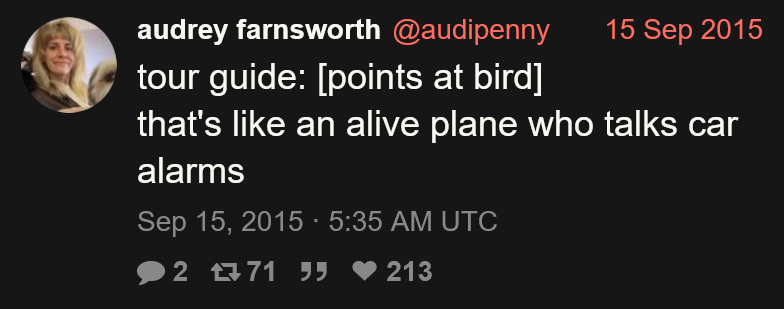 audrey farnsworth @audipenny 15 Sep 2015
tour guide: [points at bird]
that's like an alive plane who talks car
alarms
Sep 15, 2015 · 5:35 AM UTC
2 71 213